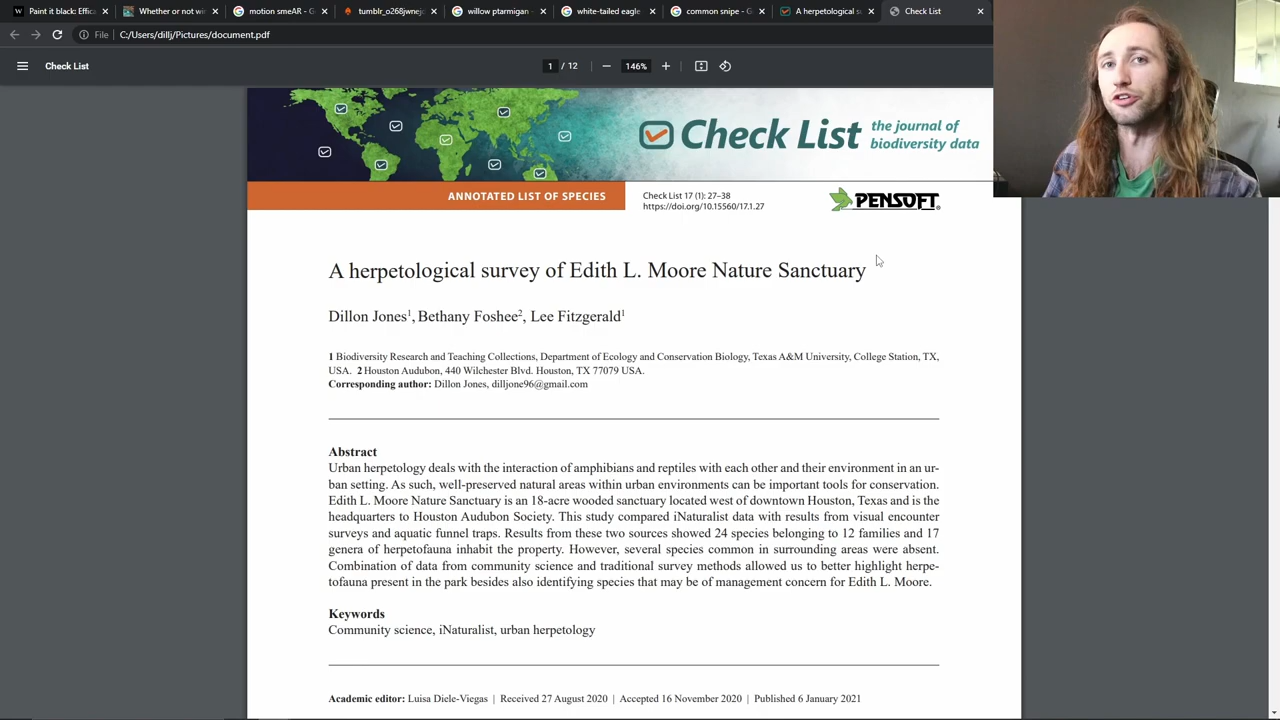 Paint it black: Effica
Whether or not wi
motion smeAR - G
tumblr_o268jwnej
willow ptarmigan -
white-tailed eagle
common snipe - G
A herpetological s
Check List
File
C:/Users/dillj/Pictures/document.pdf
Check List
1 / 12
146%
Check List
the journal of
biodiversity data
ANNOTATED LIST OF SPECIES
Check List 17 (1): 27–38
https://doi.org/10.15560/17.1.27
PENSOFT
A herpetological survey of Edith L. Moore Nature Sanctuary
Dillon Jones1, Bethany Foshee2, Lee Fitzgerald1
1 Biodiversity Research and Teaching Collections, Department of Ecology and Conservation Biology, Texas A&M University, College Station, TX,
USA. 2 Houston Audubon, 440 Wilchester Blvd. Houston, TX 77079 USA.
Corresponding author: Dillon Jones, dilljone96@gmail.com
Abstract
Urban herpetology deals with the interaction of amphibians and reptiles with each other and their environment in an ur-
ban setting. As such, well-preserved natural areas within urban environments can be important tools for conservation.
Edith L. Moore Nature Sanctuary is an 18-acre wooded sanctuary located west of downtown Houston, Texas and is the
headquarters to Houston Audubon Society. This study compared iNaturalist data with results from visual encounter
surveys and aquatic funnel traps. Results from these two sources showed 24 species belonging to 12 families and 17
genera of herpetofauna inhabit the property. However, several species common in surrounding areas were absent.
Combination of data from community science and traditional survey methods allowed us to better highlight herpe-
tofauna present in the park besides also identifying species that may be of management concern for Edith L. Moore.
Keywords
Community science, iNaturalist, urban herpetology
Academic editor: Luisa Diele-Viegas | Received 27 August 2020 | Accepted 16 November 2020 | Published 6 January 2021